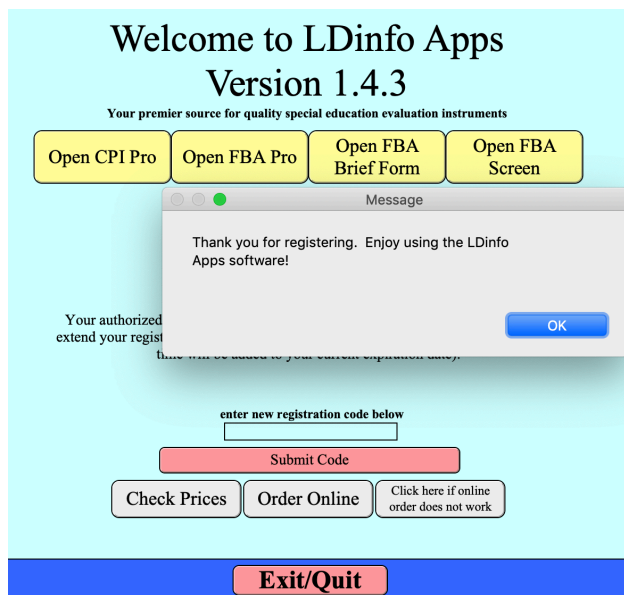 Welcome to LDinfo Apps
Version 1.4.3
Your premier source for quality special education evaluation instruments
Open CPI Pro
Open FBA Pro
Open FBA
Brief Form
Open FBA
Screen
Message
Thank you for registering.  Enjoy using the LDinfo
Apps software!
OK
Your authorized
extend your regist
time will be added to your current expiration date).
enter new registration code below
Submit Code
Check Prices
Order Online
Click here if online
order does not work
Exit/Quit